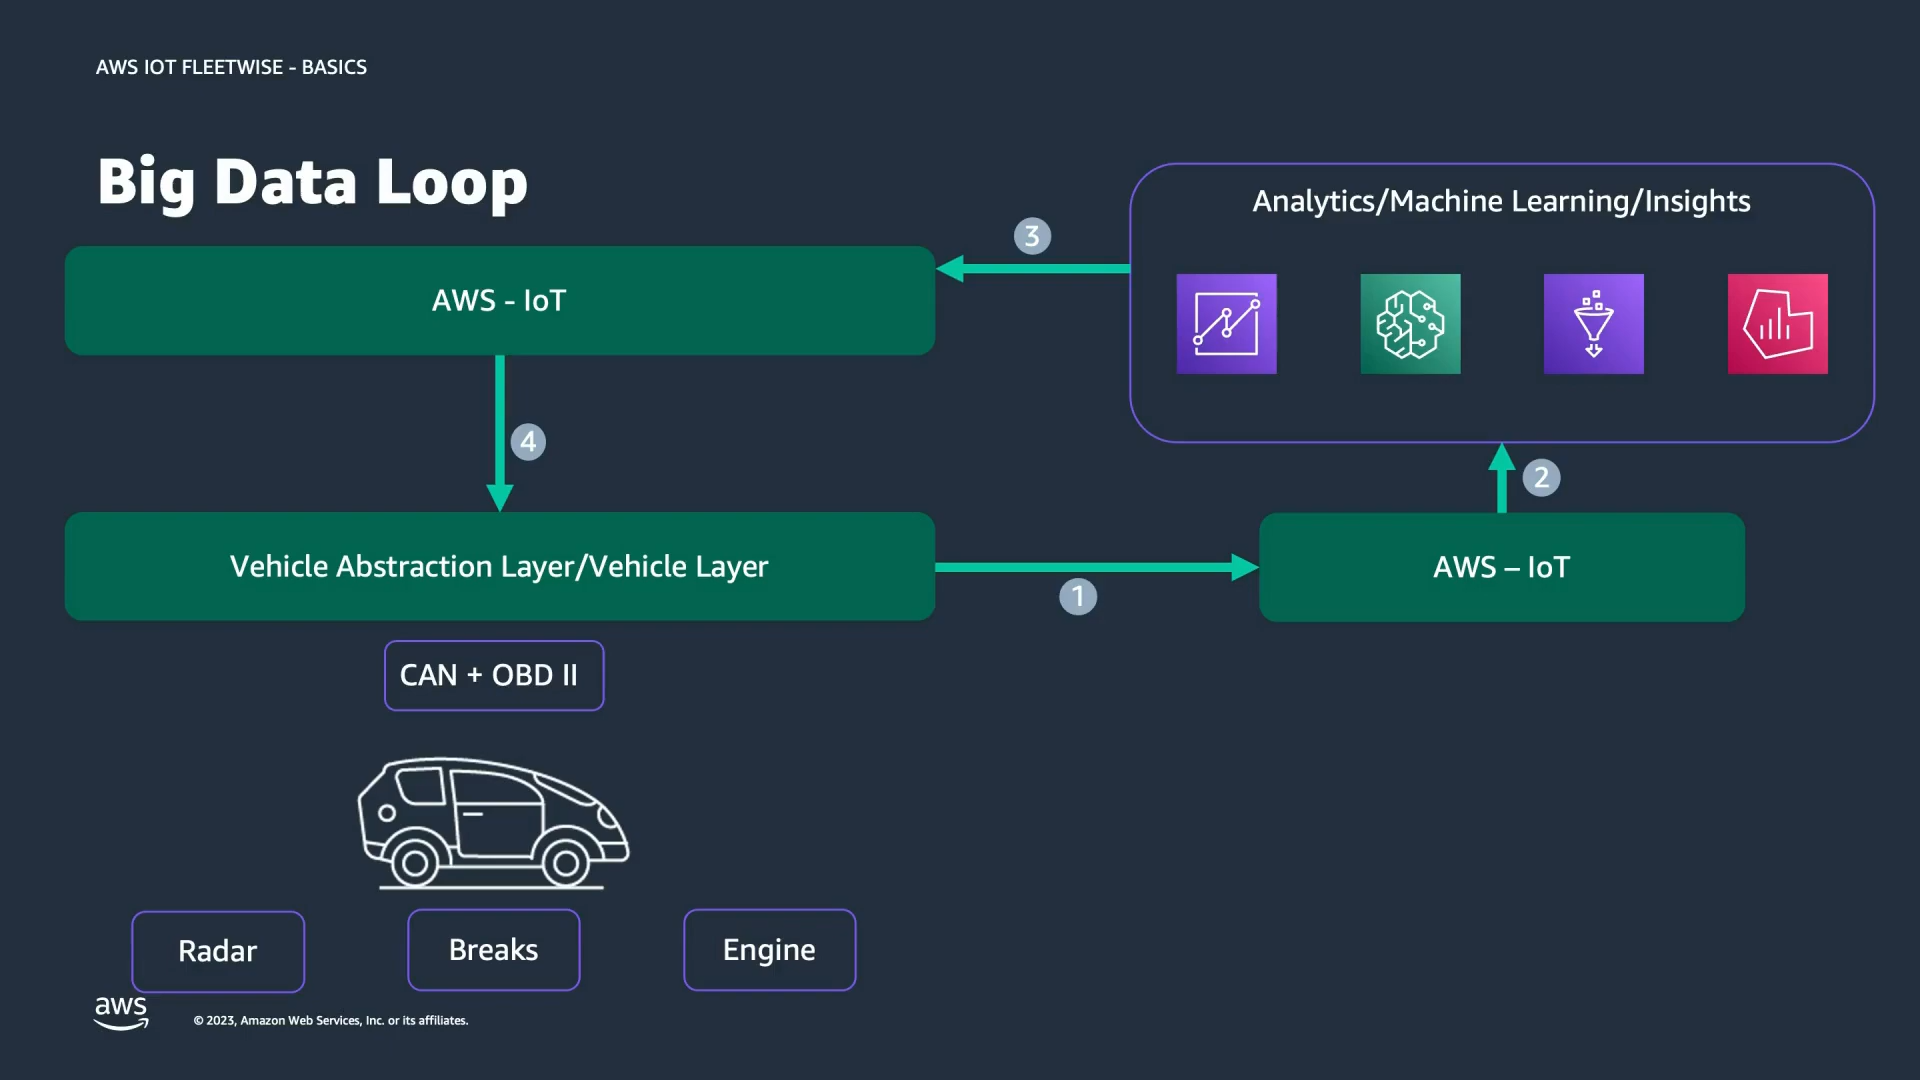 AWS IOT FLEETWISE - BASICS
Big Data Loop
Analytics/Machine Learning/Insights
3
AWS - IoT
4
2
Vehicle Abstraction Layer/Vehicle Layer
AWS – IoT
1
CAN + OBD II
Radar
Breaks
Engine
aws
© 2023, Amazon Web Services, Inc. or its affiliates.